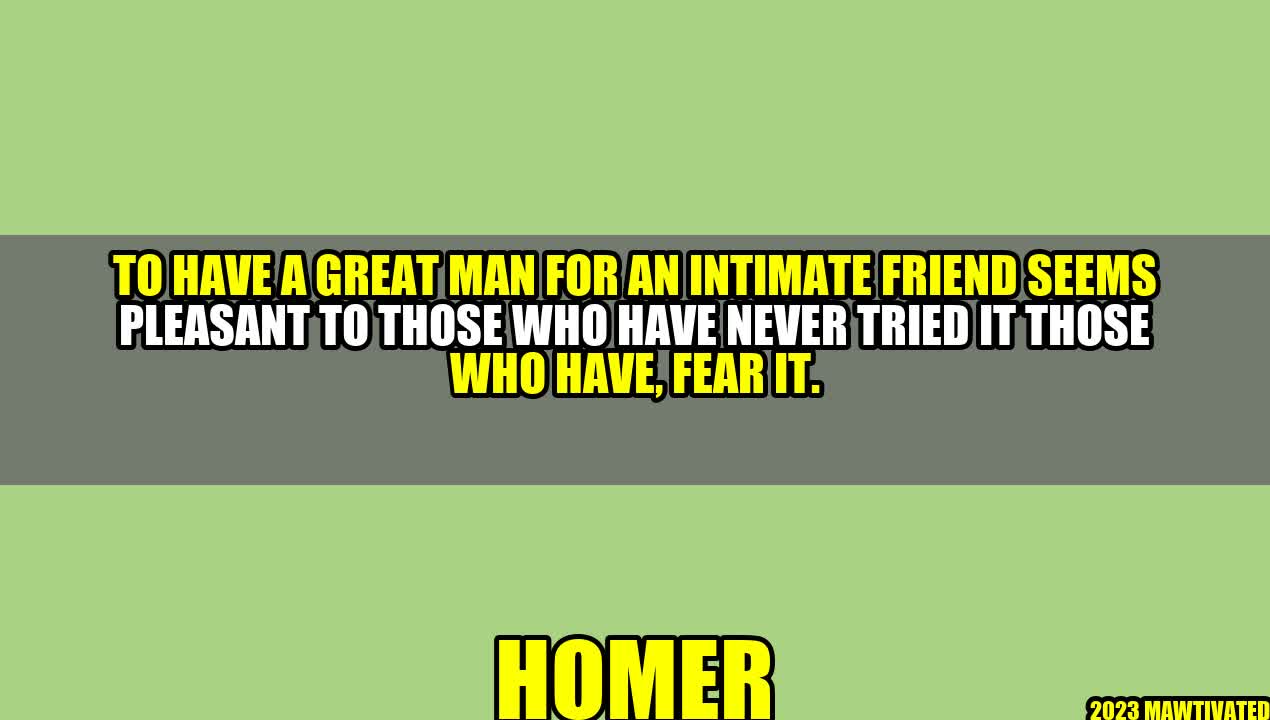 TO HAVE A GREAT MAN FOR AN INTIMATE FRIEND SEEMS
PLEASANT TO THOSE WHO HAVE NEVER TRIED IT THOSE
WHO HAVE, FEAR IT.
HOMER
2023 MAWTIVATED